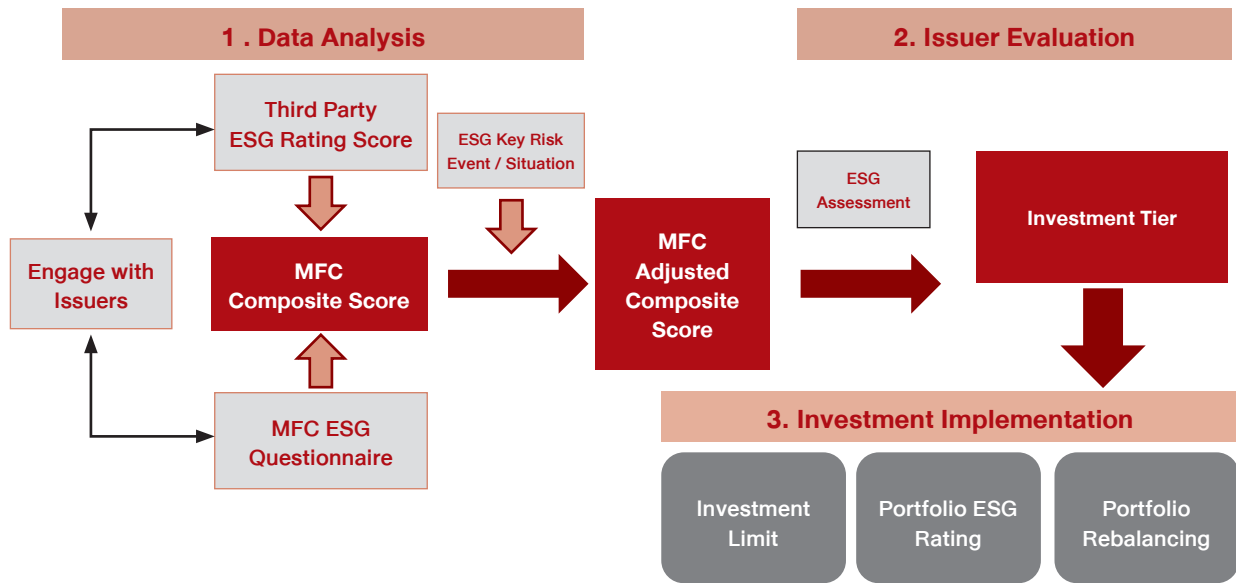 1 . Data Analysis
2. Issuer Evaluation
Third Party
ESG Rating Score
ESG Key Risk
Event / Situation
Engage with
Issuers
MFC
Composite Score
MFC ESG
Questionnaire
MFC
Adjusted
Composite
Score
ESG
Assessment
Investment Tier
3. Investment Implementation
Investment
Limit
Portfolio ESG
Rating
Portfolio
Rebalancing